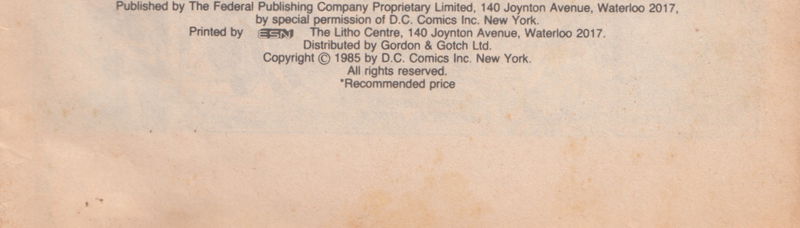 Published by The Federal Publishing Company Proprietary Limited, 140 Joynton Avenue, Waterloo 2017,
by special permission of D.C. Comics Inc. New York.
Printed by ESM The Litho Centre, 140 Joynton Avenue, Waterloo 2017.
Distributed by Gordon & Gotch Ltd.
Copyright © 1985 by D.C. Comics Inc. New York.
All rights reserved.
*Recommended price